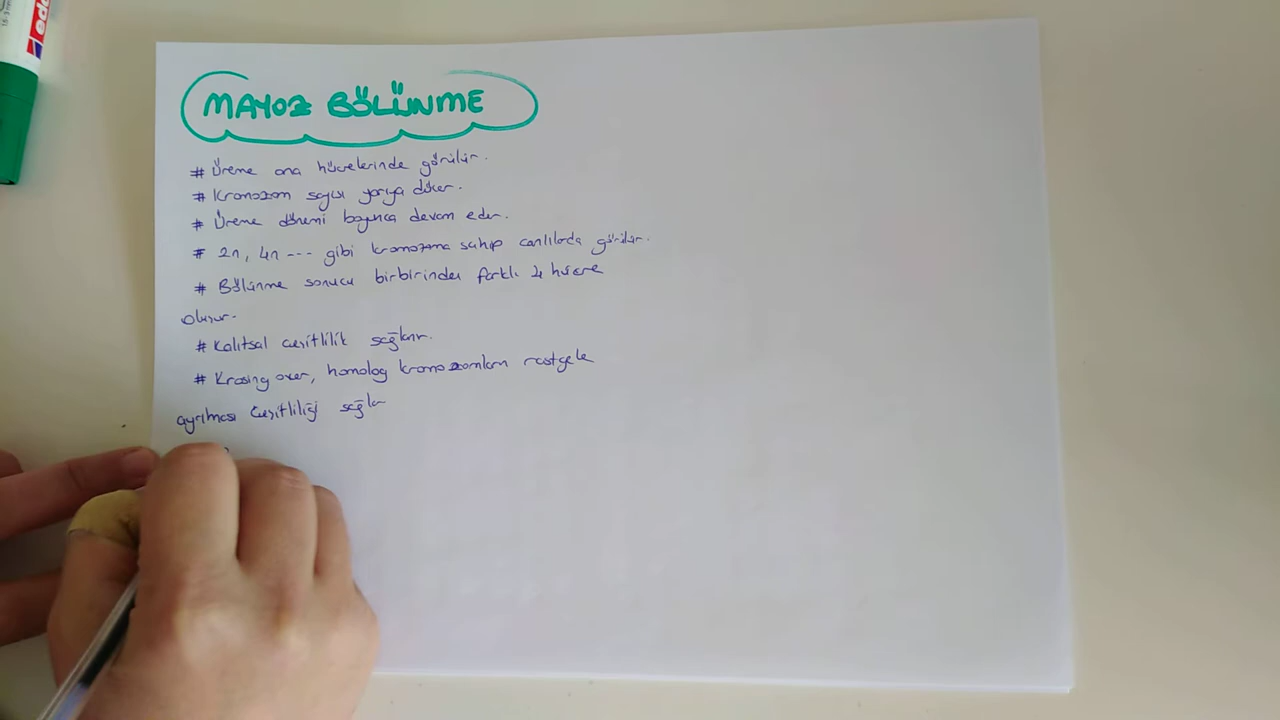 edd
MAYOZ BÖLÜNME
# Üreme ana hücrelerinde görülür.
# Kromozom sayısı yarıya düşer.
# Üreme dönemi boyunca devam eder.
# 2n, 4n --- gibi kromozoma sahip canlılarda görülür.
# Bölünme sonucu birbirinden farklı 4 hücre
oluşur.
# Kalıtsal çeşitlilik sağlanır.
# Krosing over, homolog kromozomların rastgele
ayrılması çeşitliliği sağlar